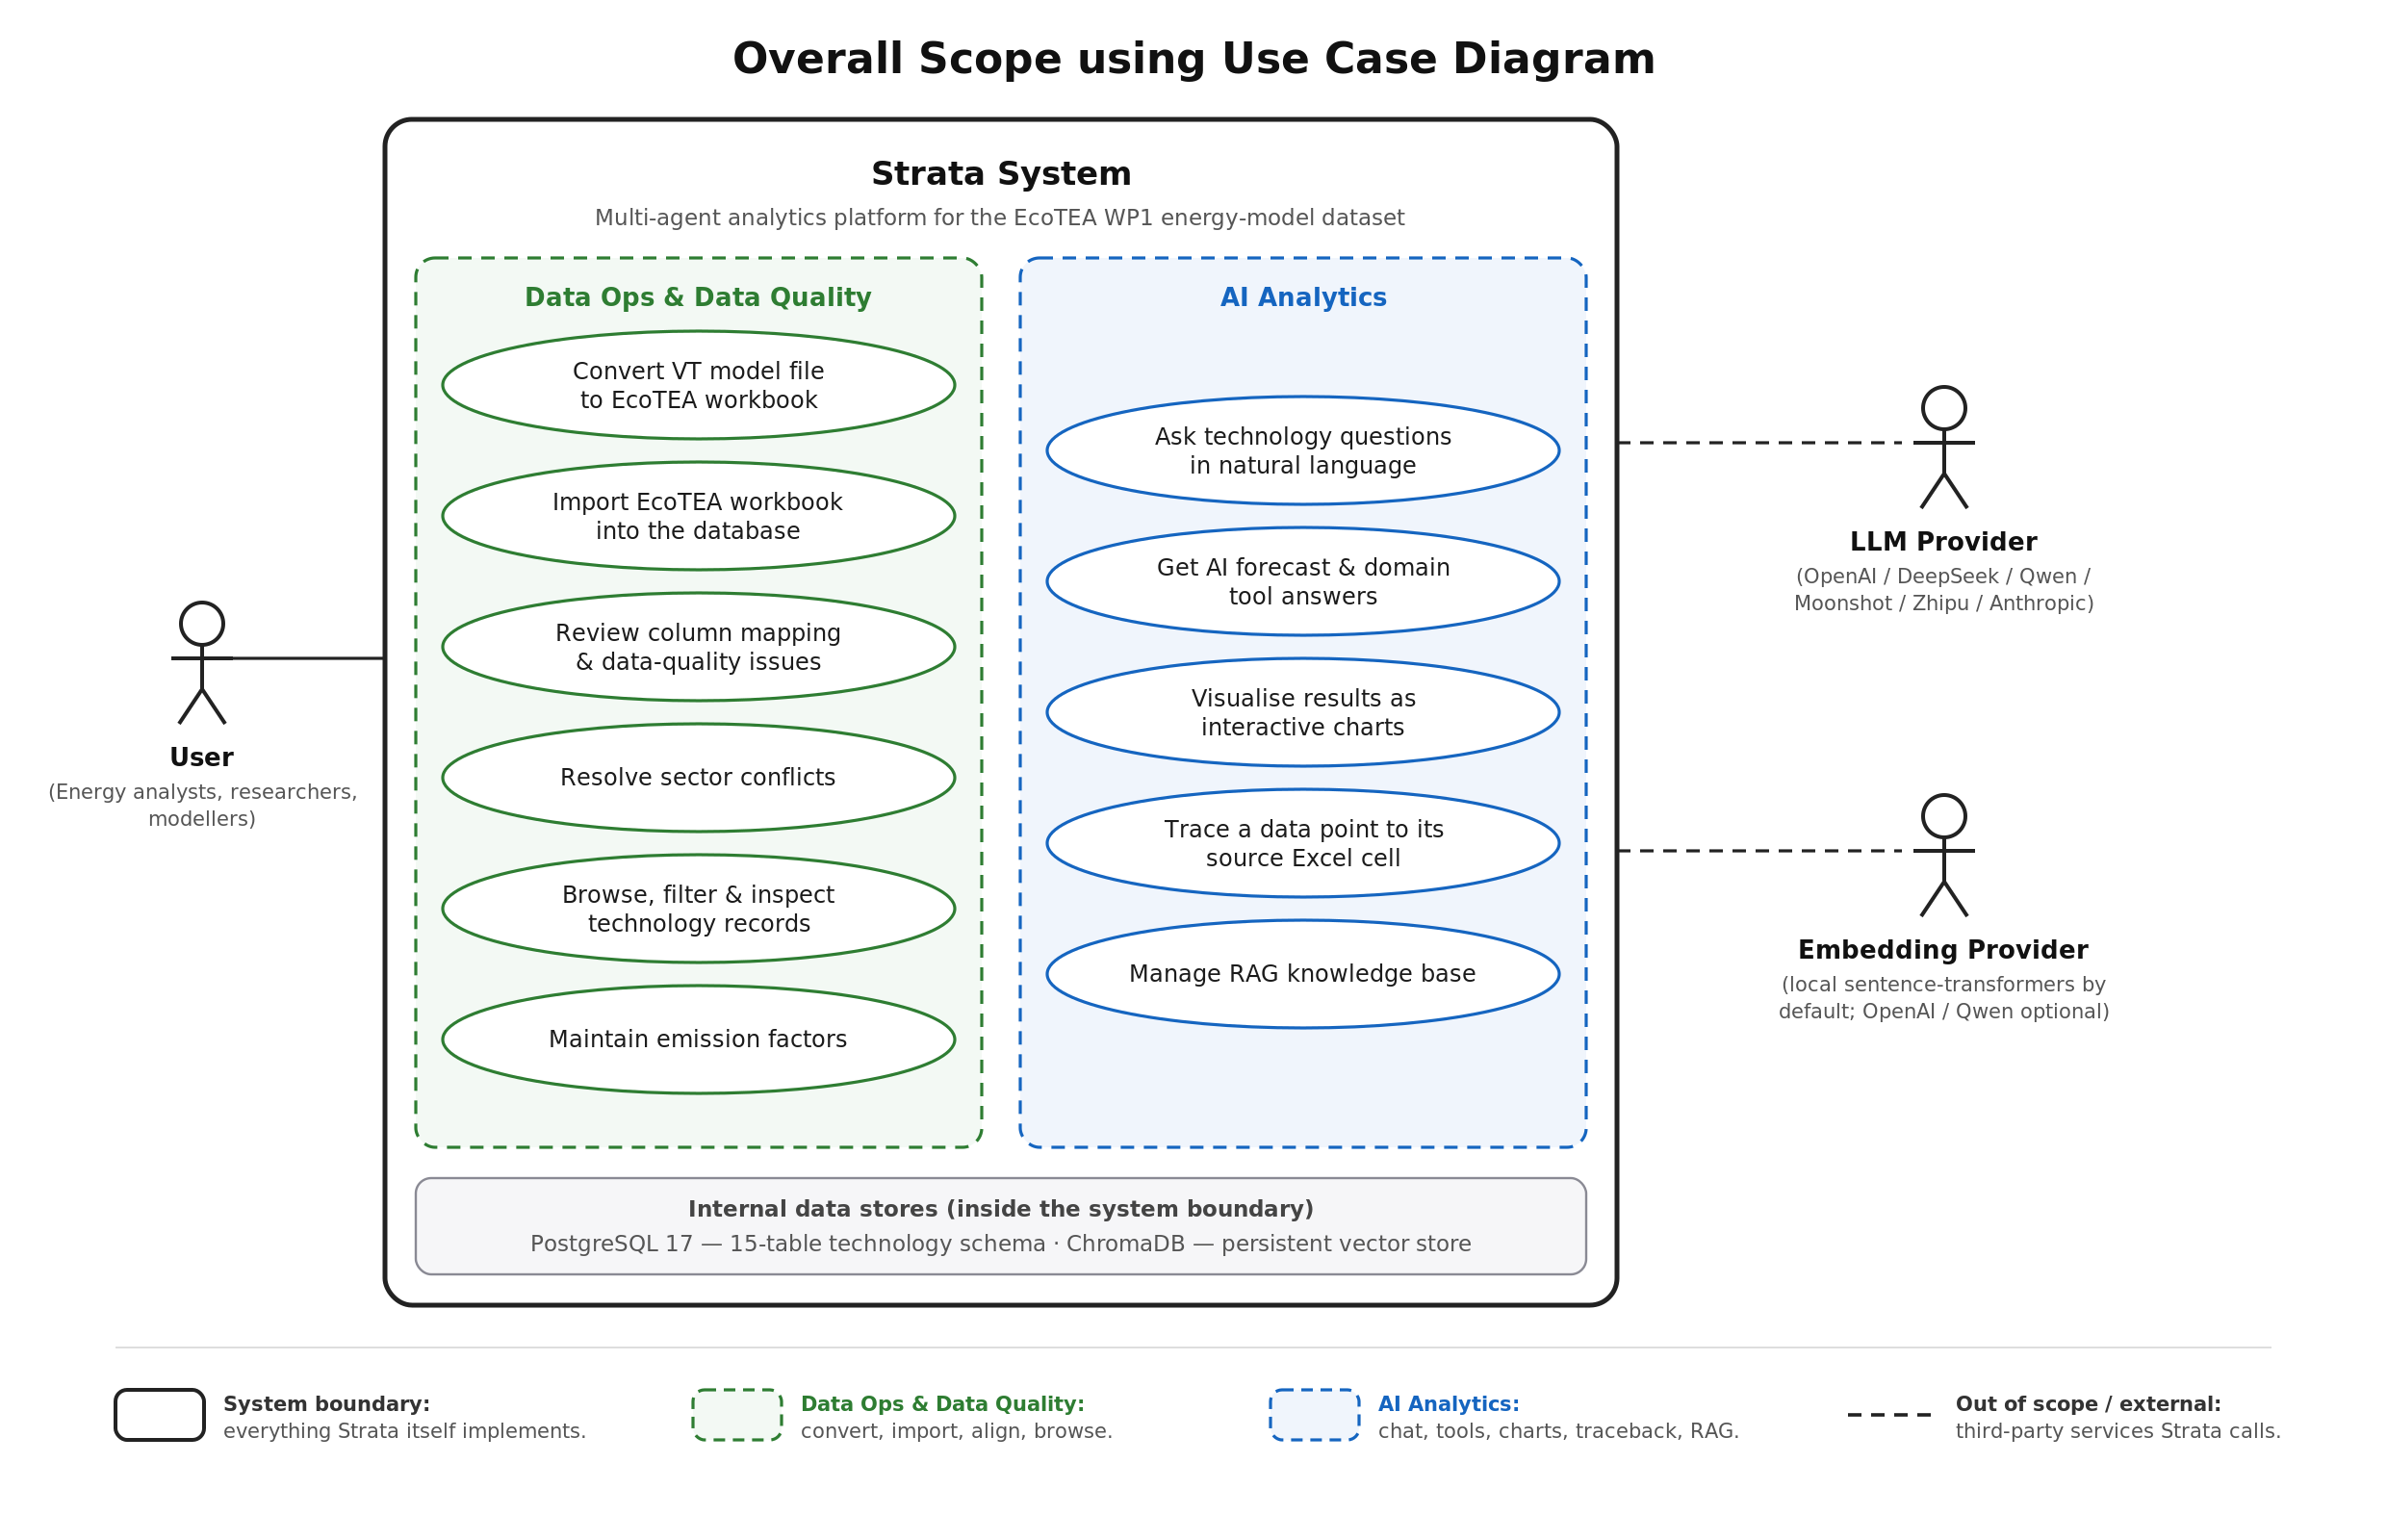 Overall Scope using Use Case Diagram
Strata System
Multi-agent analytics platform for the EcoTEA WP1 energy-model dataset
Data Ops & Data Quality
Convert VT model file
to EcoTEA workbook
Import EcoTEA workbook
into the database
Review column mapping
& data-quality issues
Resolve sector conflicts
Browse, filter & inspect
technology records
Maintain emission factors
AI Analytics
Ask technology questions
in natural language
Get AI forecast & domain
tool answers
Visualise results as
interactive charts
Trace a data point to its
source Excel cell
Manage RAG knowledge base
Internal data stores (inside the system boundary)
PostgreSQL 17 — 15-table technology schema · ChromaDB — persistent vector store
User
(Energy analysts, researchers,
modellers)
LLM Provider
(OpenAI / DeepSeek / Qwen /
Moonshot / Zhipu / Anthropic)
Embedding Provider
(local sentence-transformers by
default; OpenAI / Qwen optional)
System boundary:
everything Strata itself implements.
Data Ops & Data Quality:
convert, import, align, browse.
AI Analytics:
chat, tools, charts, traceback, RAG.
Out of scope / external:
third-party services Strata calls.